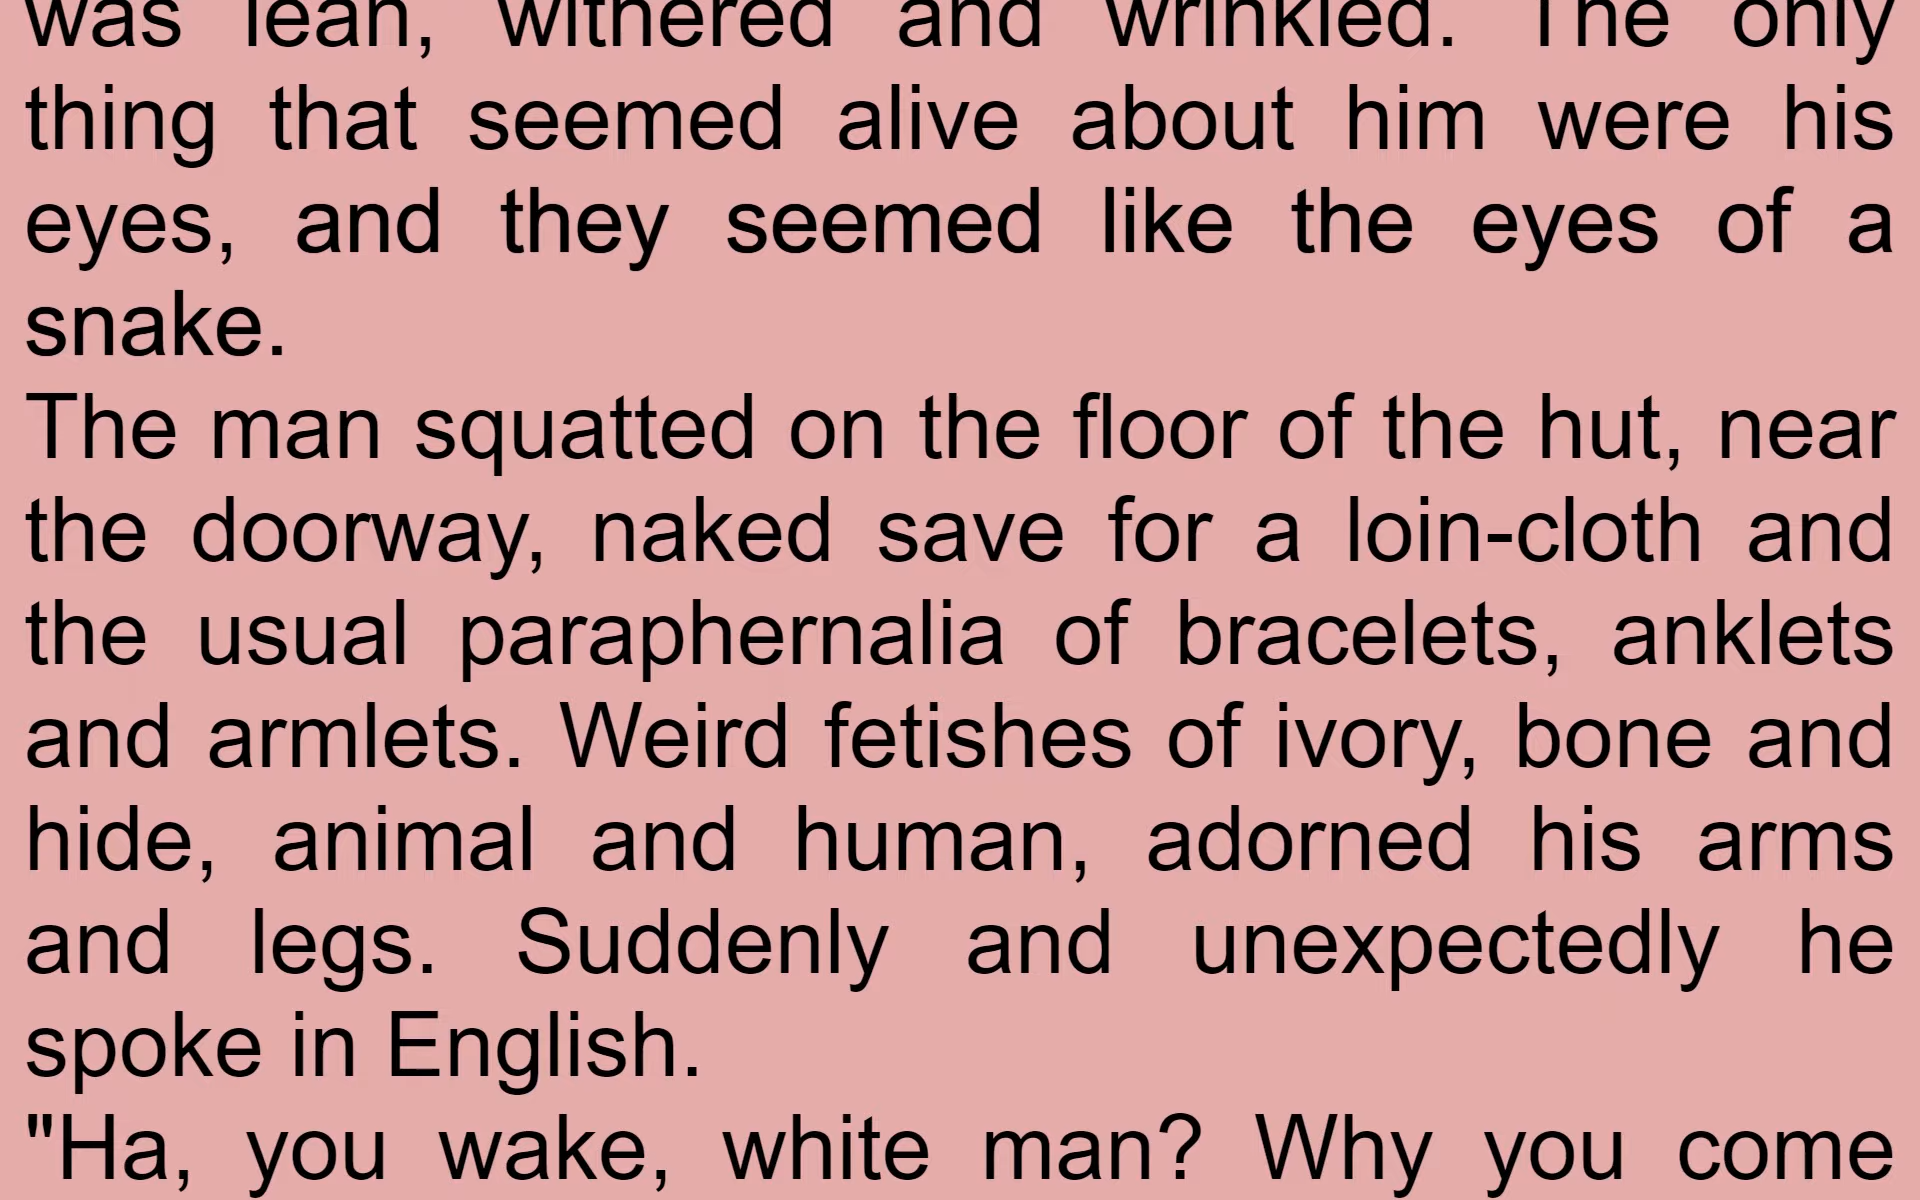 was lean, withered and wrinkled. The only
thing that seemed alive about him were his
eyes, and they seemed like the eyes of a
snake.
The man squatted on the floor of the hut, near
the doorway, naked save for a loin-cloth and
the usual paraphernalia of bracelets, anklets
and armlets. Weird fetishes of ivory, bone and
hide, animal and human, adorned his arms
and legs. Suddenly and unexpectedly he
spoke in English.
"Ha, you wake, white man? Why you come